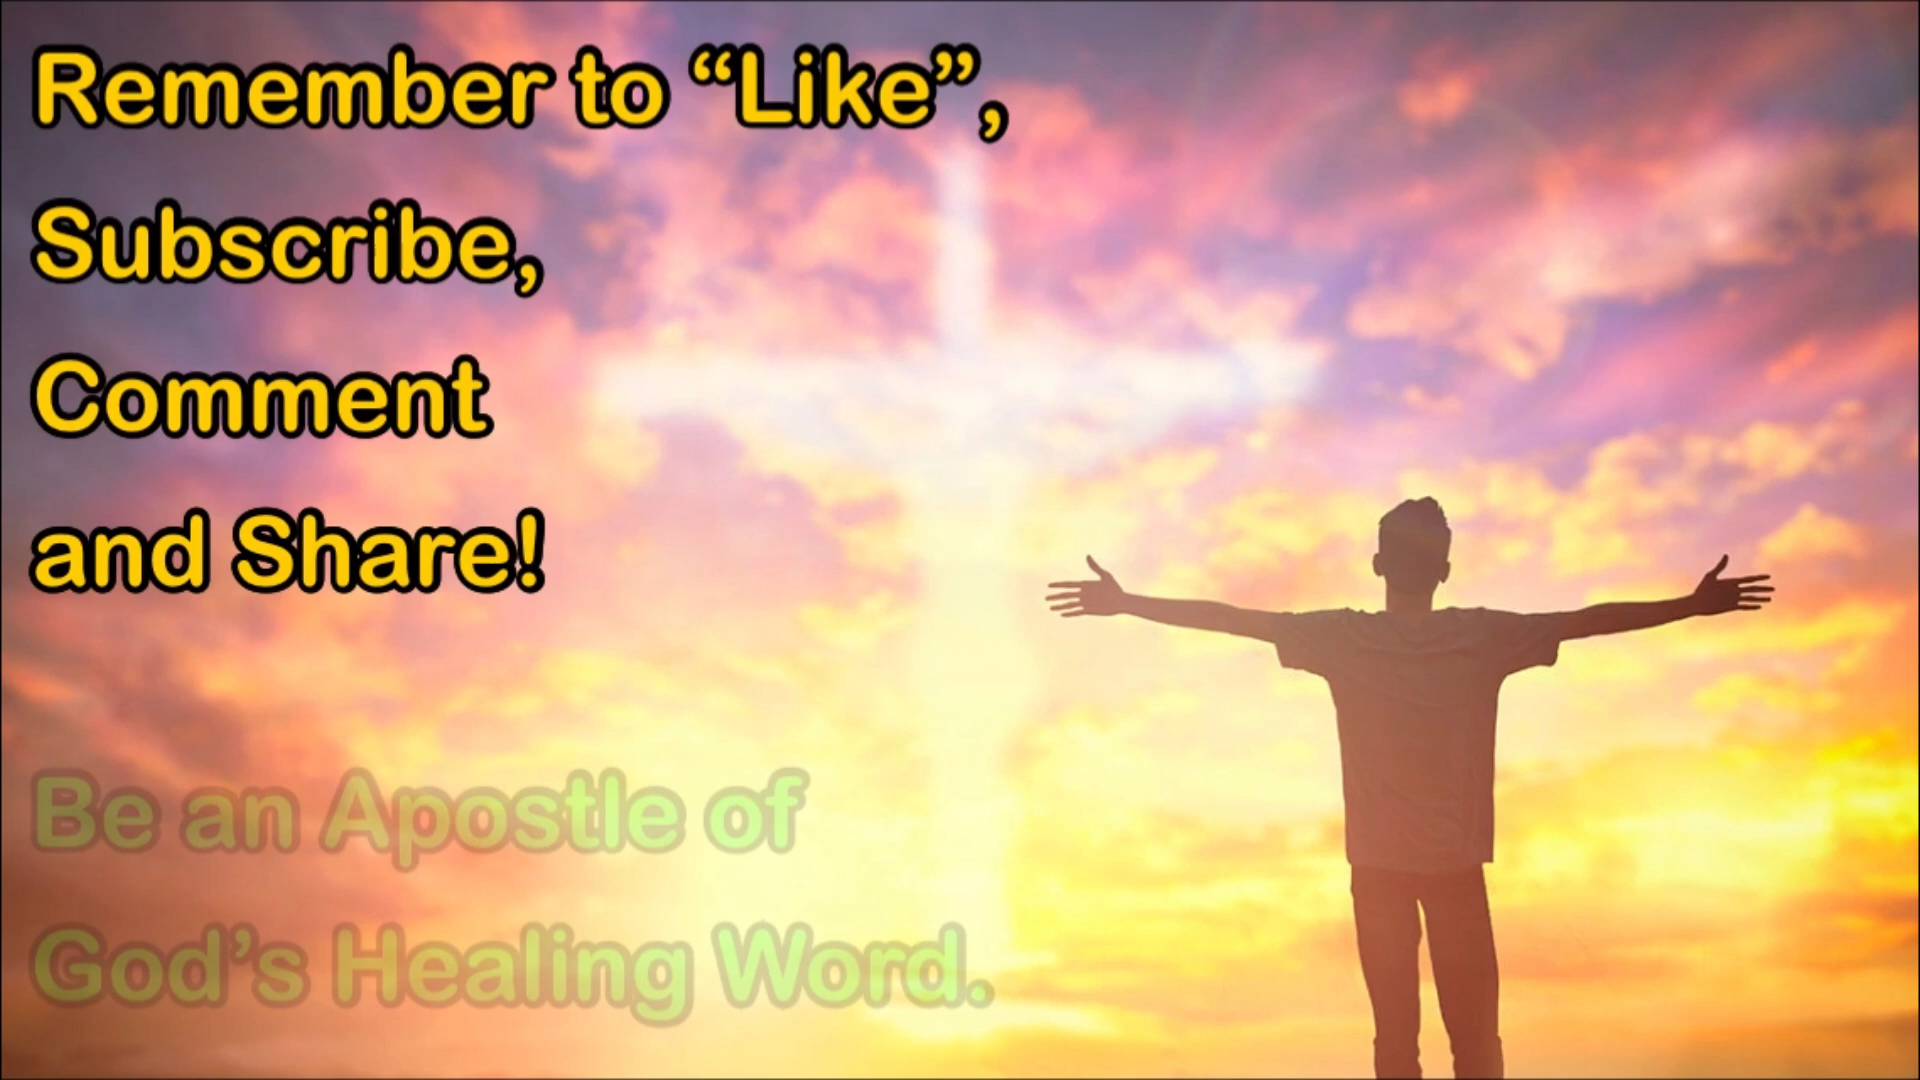 Remember to “Like”,
Subscribe,
Comment
and Share!
Be an Apostle of
God’s Healing Word.